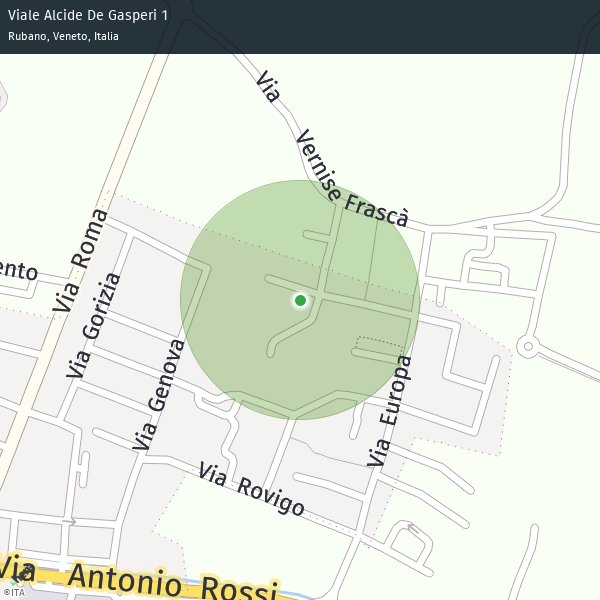 Viale Alcide De Gasperi 1
Rubano, Veneto, Italia
Via
Vernise Frascà
Via Roma
ento
Via Gorizia
Via Genova
Via Europa
Via Rovigo
Via Antonio Rossi
©ITA